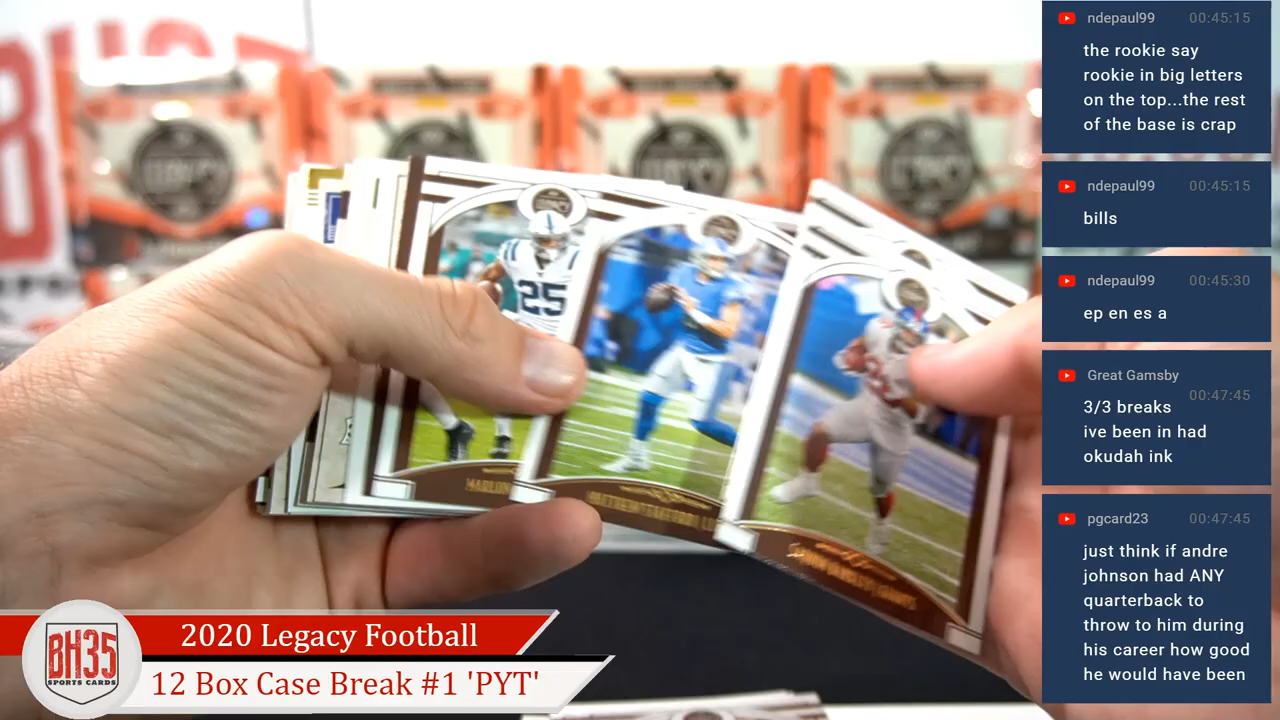 ndepaul99 00:45:15
the rookie say
rookie in big letters
on the top...the rest
of the base is crap
ndepaul99 00:45:15
bills
ndepaul99 00:45:30
ep en es a
Great Gamsby
00:47:45
3/3 breaks
ive been in had
okudah ink
pgcard23 00:47:45
just think if andre
johnson had ANY
quarterback to
throw to him during
his career how good
he would have been
25
MARLON
BH35
SPORTS CARDS
2020 Legacy Football
12 Box Case Break #1 'PYT'